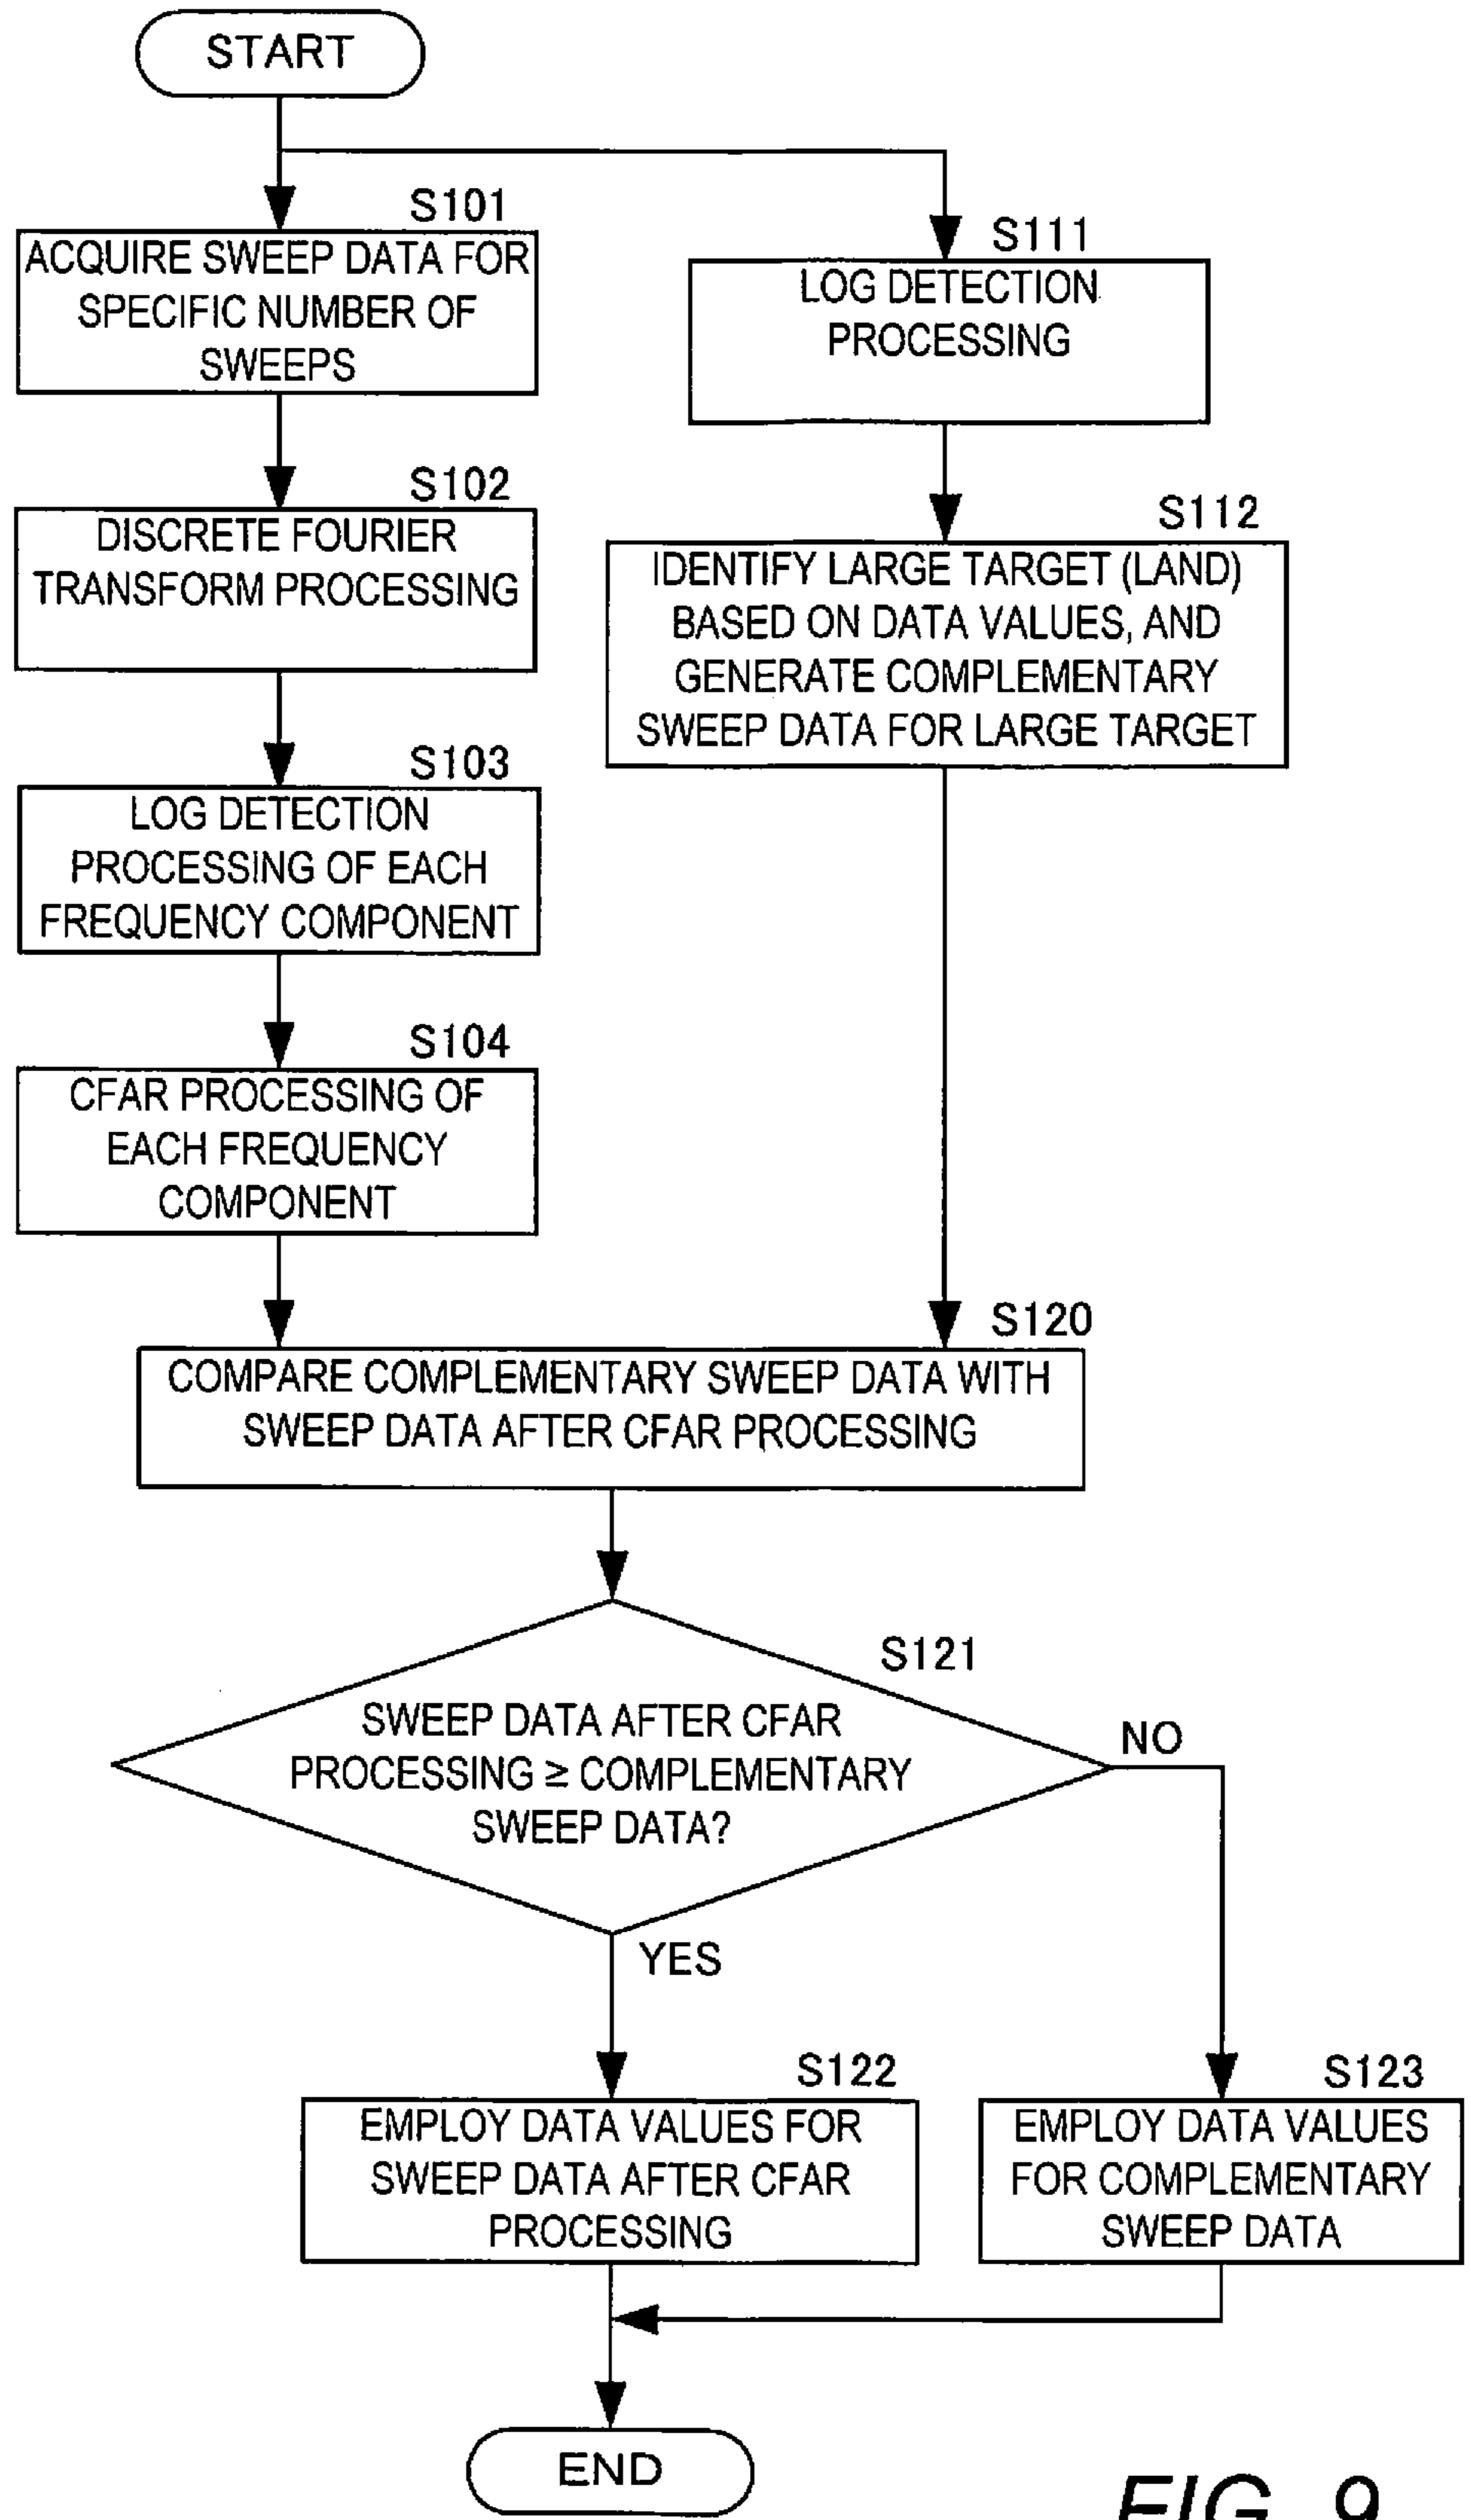 START
S101
ACQUIRE SWEEP DATA FOR
SPECIFIC NUMBER OF
SWEEPS
S111
LOG DETECTION
PROCESSING
S102
DISCRETE FOURIER
TRANSFORM PROCESSING
S112
IDENTIFY LARGE TARGET (LAND)
BASED ON DATA VALUES, AND
GENERATE COMPLEMENTARY
SWEEP DATA FOR LARGE TARGET
S103
LOG DETECTION
PROCESSING OF EACH
FREQUENCY COMPONENT
S104
CFAR PROCESSING OF
EACH FREQUENCY
COMPONENT
S120
COMPARE COMPLEMENTARY SWEEP DATA WITH
SWEEP DATA AFTER CFAR PROCESSING
S121
SWEEP DATA AFTER CFAR
PROCESSING ≥ COMPLEMENTARY
SWEEP DATA?
NO
YES
S122
EMPLOY DATA VALUES FOR
SWEEP DATA AFTER CFAR
PROCESSING
S123
EMPLOY DATA VALUES
FOR COMPLEMENTARY
SWEEP DATA
END
FIG. 9